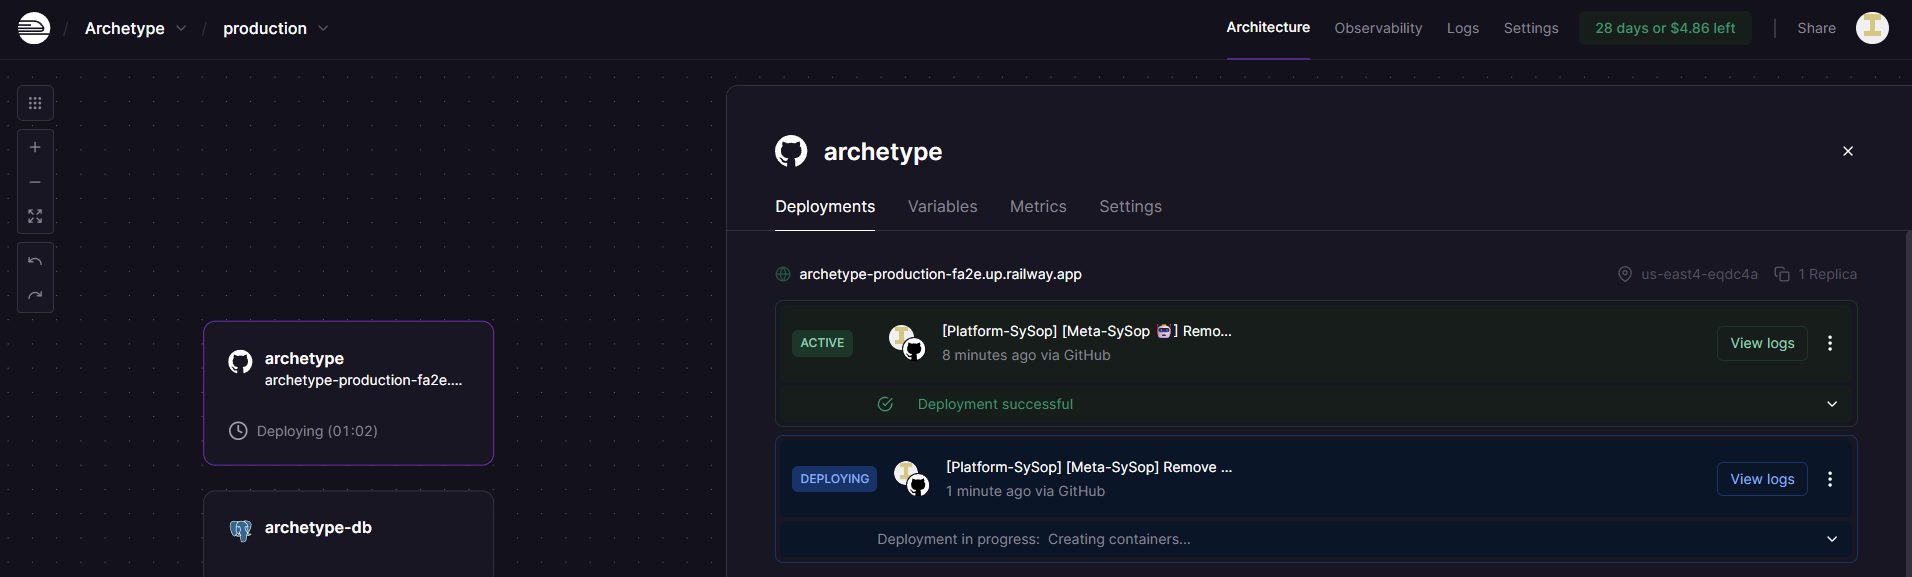 / Archetype / production
Architecture Observability Logs Settings 28 days or $4.86 left Share
archetype
Deployments Variables Metrics Settings
archetype-production-fa2e.up.railway.app us-east4-eqdc4a 1 Replica
ACTIVE [Platform-SySop] [Meta-SySop 🤖] Remo... View logs
8 minutes ago via GitHub
Deployment successful
DEPLOYING [Platform-SySop] [Meta-SySop] Remove ... View logs
1 minute ago via GitHub
Deployment in progress: Creating containers...
archetype
archetype-production-fa2e....
Deploying (01:02)
archetype-db